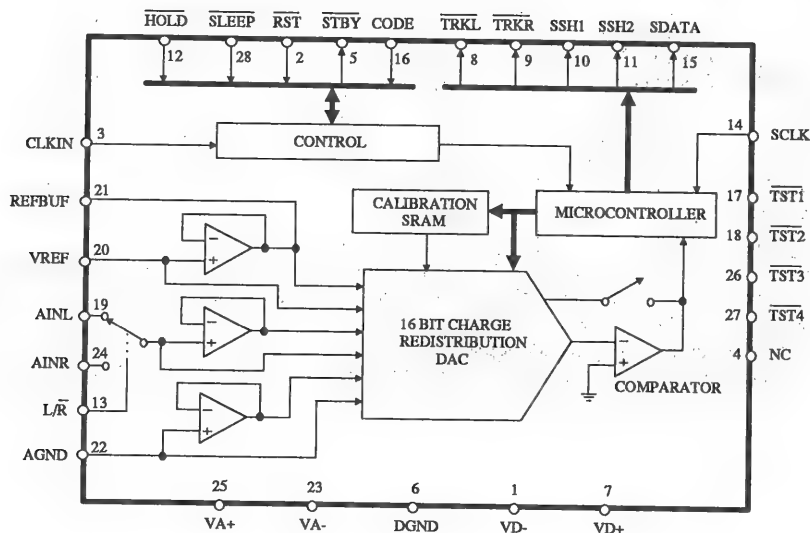 HOLD SLEEP RST STBY CODE TRKL TRKR SSH1 SSH2 SDATA
12 28 2 5 16 8 9 10 11 15
CLKIN 3
CONTROL
14 SCLK
REFBUF 21
CALIBRATION
SRAM
MICROCONTROLLER
17 TST1
18 TST2
VREF 20
26 TST3
AINL 19
27 TST4
16 BIT CHARGE
REDISTRIBUTION
DAC
AINR 24
4 NC
COMPARATOR
L/R 13
AGND 22
25 23 6 1 7
VA+ VA- DGND VD- VD+